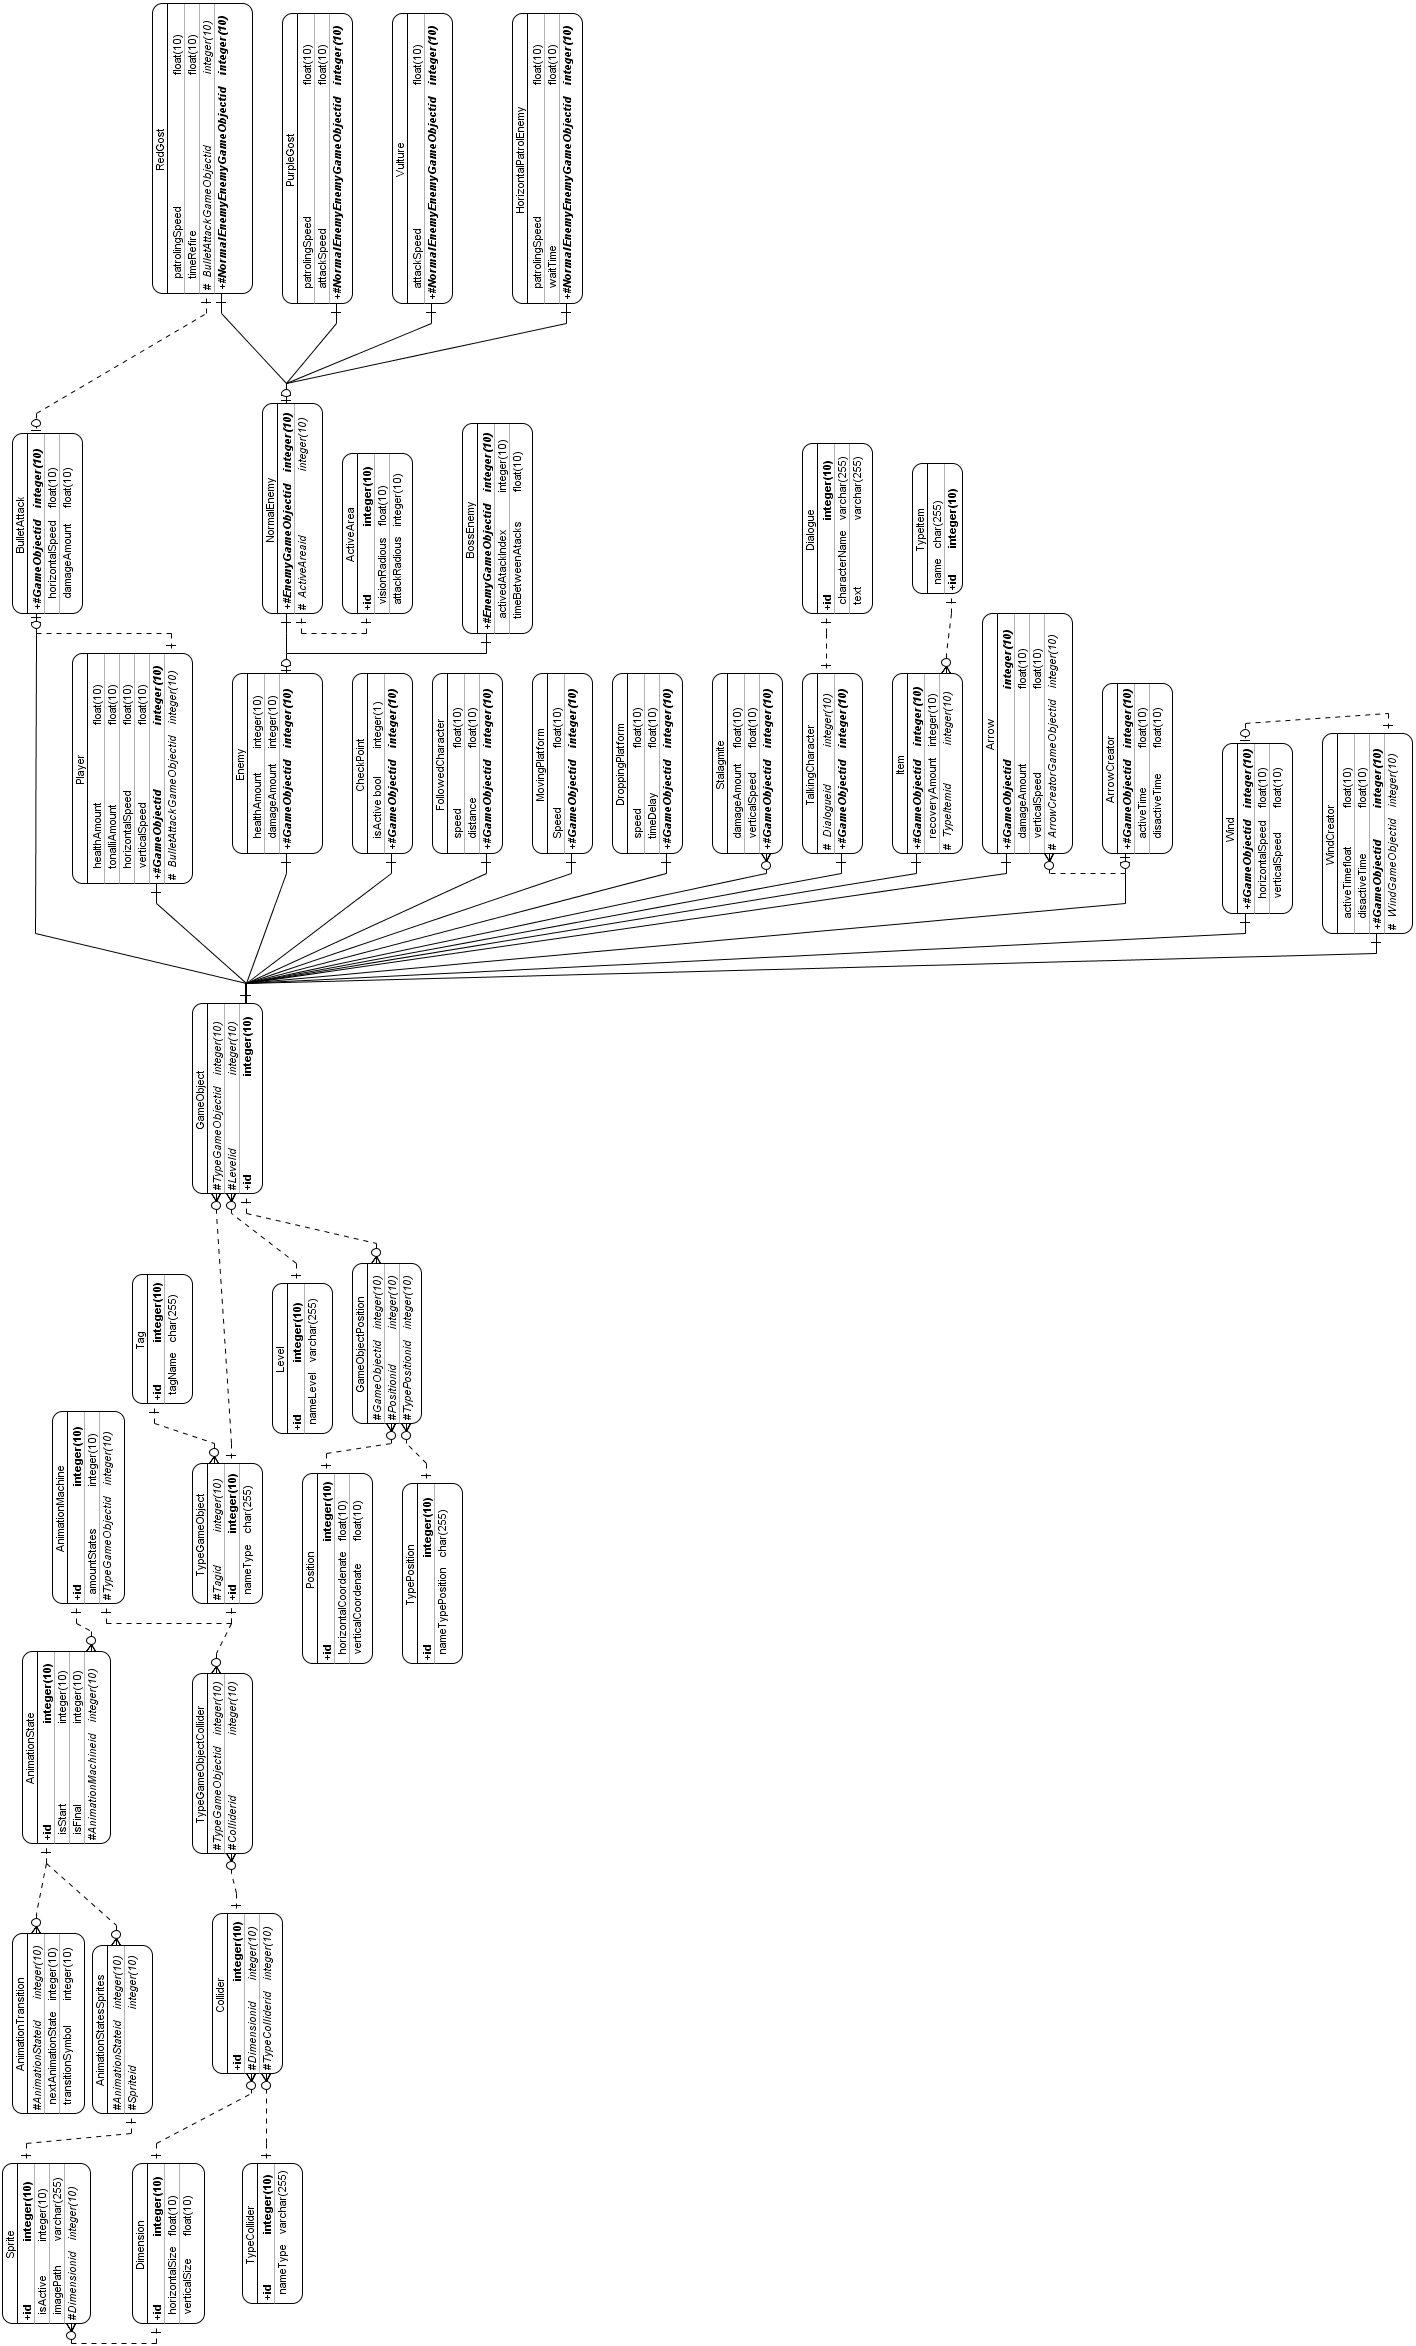 RedGost
patrolingSpeed float(10)
timeRefire float(10)
# BulletAttackGameObjectid integer(10)
+#NormalEnemyEnemyGameObjectid integer(10)
PurpleGost
patrolingSpeed float(10)
attackSpeed float(10)
+#NormalEnemyEnemyGameObjectid integer(10)
Vulture
attackSpeed float(10)
+#NormalEnemyEnemyGameObjectid integer(10)
HorizontalPatrolEnemy
patrolingSpeed float(10)
waitTime float(10)
+#NormalEnemyEnemyGameObjectid integer(10)
BulletAttack
+#GameObjectid integer(10)
horizontalSpeed float(10)
damageAmount float(10)
NormalEnemy
+#EnemyGameObjectid integer(10)
# ActiveAreaid integer(10)
ActiveArea
+id integer(10)
visionRadious float(10)
attackRadious integer(10)
BossEnemy
+#EnemyGameObjectid integer(10)
activedAtackIndex integer(10)
timeBetweenAtacks float(10)
Dialogue
+id integer(10)
characterName varchar(255)
text varchar(255)
TypeItem
name char(255)
+id integer(10)
Player
healthAmount float(10)
tonalliAmount float(10)
horizontalSpeed float(10)
verticalSpeed float(10)
+#GameObjectid integer(10)
# BulletAttackGameObjectid integer(10)
Enemy
healthAmount integer(10)
damageAmount integer(10)
+#GameObjectid integer(10)
CheckPoint
isActive bool integer(1)
+#GameObjectid integer(10)
FollowedCharacter
speed float(10)
distance float(10)
+#GameObjectid integer(10)
MovingPlatform
Speed float(10)
+#GameObjectid integer(10)
DroppingPlatform
speed float(10)
timeDelay float(10)
+#GameObjectid integer(10)
Stalagmite
damageAmount float(10)
verticalSpeed float(10)
+#GameObjectid integer(10)
TalkingCharacter
# Dialogueid integer(10)
+#GameObjectid integer(10)
Item
+#GameObjectid integer(10)
recoveryAmount integer(10)
# TypeItemid integer(10)
Arrow
+#GameObjectid integer(10)
damageAmount float(10)
verticalSpeed float(10)
# ArrowCreatorGameObjectid integer(10)
ArrowCreator
+#GameObjectid integer(10)
activeTime float(10)
disactiveTime float(10)
Wind
+#GameObjectid integer(10)
horizontalSpeed float(10)
verticalSpeed float(10)
WindCreator
activeTimefloat float(10)
disactiveTime float(10)
+#GameObjectid integer(10)
# WindGameObjectid integer(10)
GameObject
#TypeGameObjectid integer(10)
#Levelid integer(10)
+id integer(10)
Tag
+id integer(10)
tagName char(255)
Level
+id integer(10)
nameLevel varchar(255)
GameObjectPosition
#GameObjectid integer(10)
#Positionid integer(10)
#TypePositionid integer(10)
AnimationMachine
+id integer(10)
amountStates integer(10)
#TypeGameObjectid integer(10)
TypeGameObject
#Tagid integer(10)
+id integer(10)
nameType char(255)
Position
+id integer(10)
horizontalCoordenate float(10)
verticalCoordenate float(10)
TypePosition
+id integer(10)
nameTypePosition char(255)
AnimationState
+id integer(10)
isStart integer(10)
isFinal integer(10)
#AnimationMachineid integer(10)
TypeGameObjectCollider
#TypeGameObjectid integer(10)
#Colliderid integer(10)
AnimationTransition
#AnimationStateid integer(10)
nextAnimationState integer(10)
transitionSymbol integer(10)
AnimationStatesSprites
#AnimationStateid integer(10)
#Spriteid integer(10)
Collider
+id integer(10)
#Dimensionid integer(10)
#TypeColliderid integer(10)
Sprite
+id integer(10)
isActive integer(10)
imagePath varchar(255)
#Dimensionid integer(10)
Dimension
+id integer(10)
horizontalSize float(10)
verticalSize float(10)
TypeCollider
+id integer(10)
nameType varchar(255)